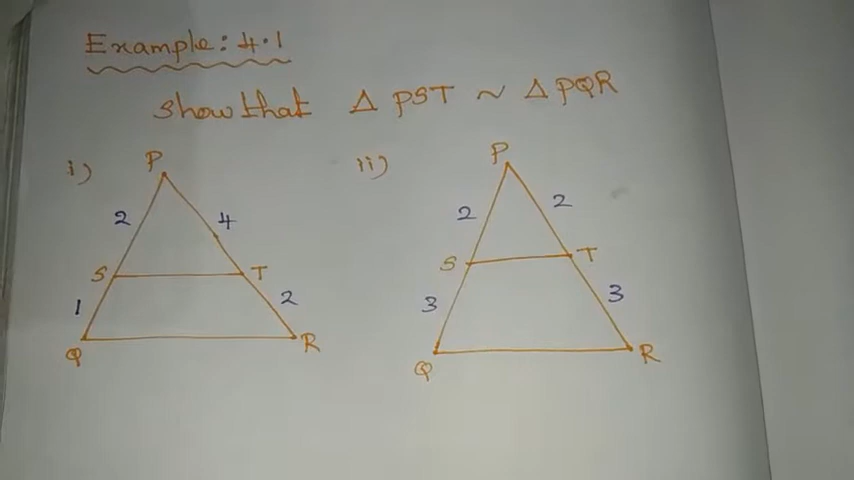 Example: 4.1
Show that Δ PST ~ Δ PQR
i) P ii) P
2 4 2 2
S T S T
1 2 3 3
Q R Q R